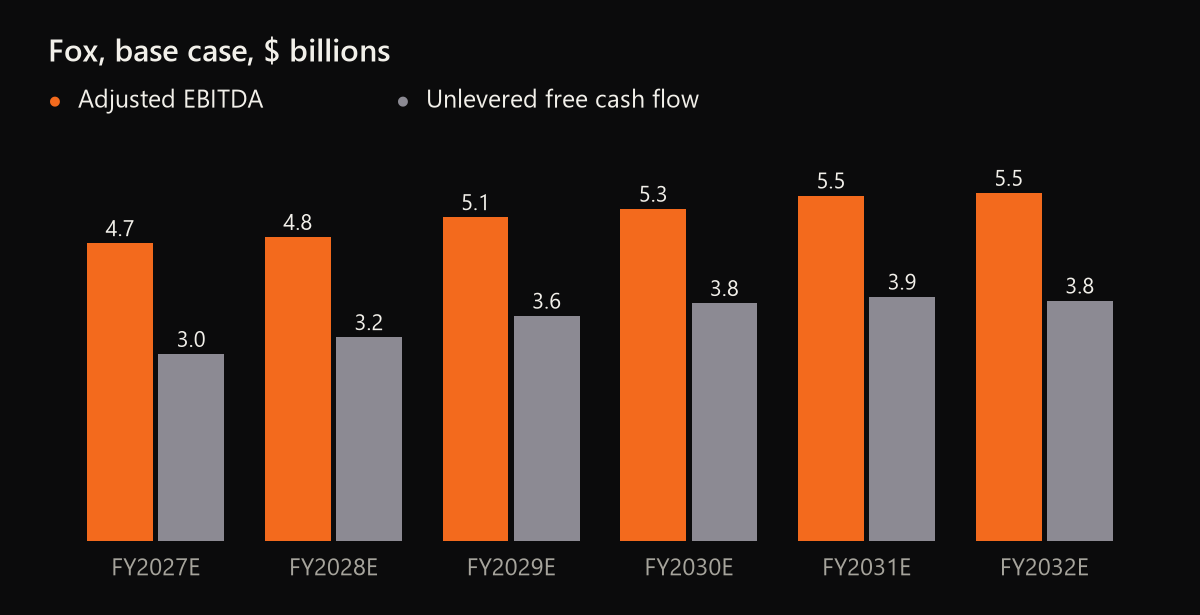 Fox, base case, $ billions
Adjusted EBITDA Unlevered free cash flow
4.7 3.0 4.8 3.2 5.1 3.6 5.3 3.8 5.5 3.9 5.5 3.8
FY2027E FY2028E FY2029E FY2030E FY2031E FY2032E